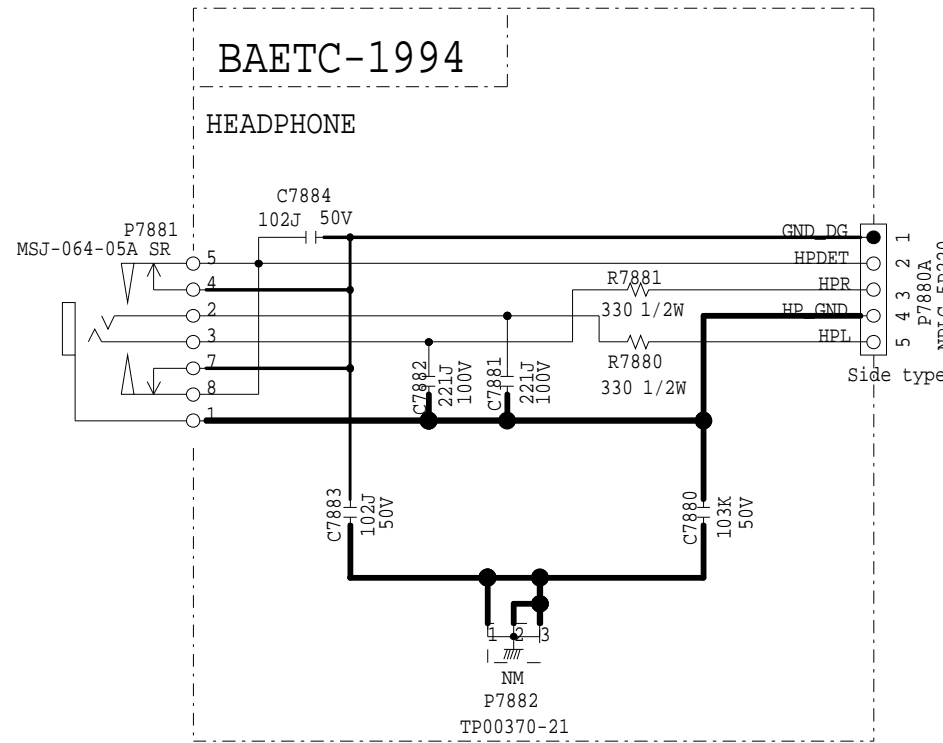 BAETC-1994
HEADPHONE
C7884
102J 50V
P7881
MSJ-064-05A SR
5
4
2
3
7
8
1
GND_DG
HPDET
HPR
HP_GND
HPL
1
2
3
4
5
P7880A
Side type
R7881
330 1/2W
R7880
330 1/2W
C7882
221J
100V
C7881
221J
100V
C7883
102J
50V
C7880
103K
50V
1 2 3
NM
P7882
TP00370-21